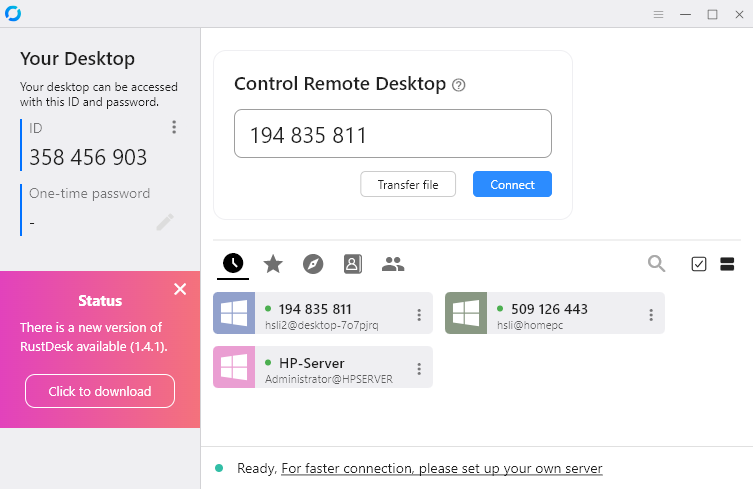 Your Desktop
Your desktop can be accessed
with this ID and password.
ID
358 456 903
One-time password
-
Status
There is a new version of
RustDesk available (1.4.1).
Click to download
Control Remote Desktop
194 835 811
Transfer file
Connect
194 835 811
hsli2@desktop-7o7pjrq
509 126 443
hsli@homepc
HP-Server
Administrator@HPSERVER
Ready, For faster connection, please set up your own server